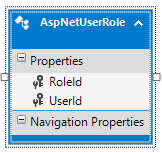 AspNetUserRole
Properties
RoleId
UserId
Navigation Properties